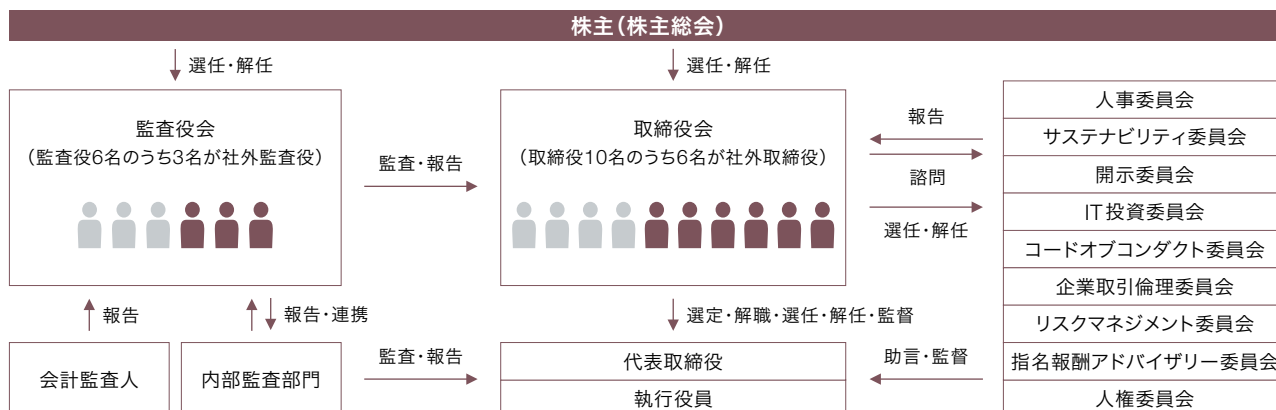 株主(株主総会)
選任・解任
選任・解任
監査役会
(監査役6名のうち3名が社外監査役)
監査・報告
取締役会
(取締役10名のうち6名が社外取締役)
報告
諮問
選任・解任
人事委員会
サステナビリティ委員会
開示委員会
IT投資委員会
コードオブコンダクト委員会
企業取引倫理委員会
リスクマネジメント委員会
指名報酬アドバイザリー委員会
人権委員会
報告
報告・連携
選定・解職・選任・解任・監督
会計監査人
内部監査部門
監査・報告
代表取締役
執行役員
助言・監督